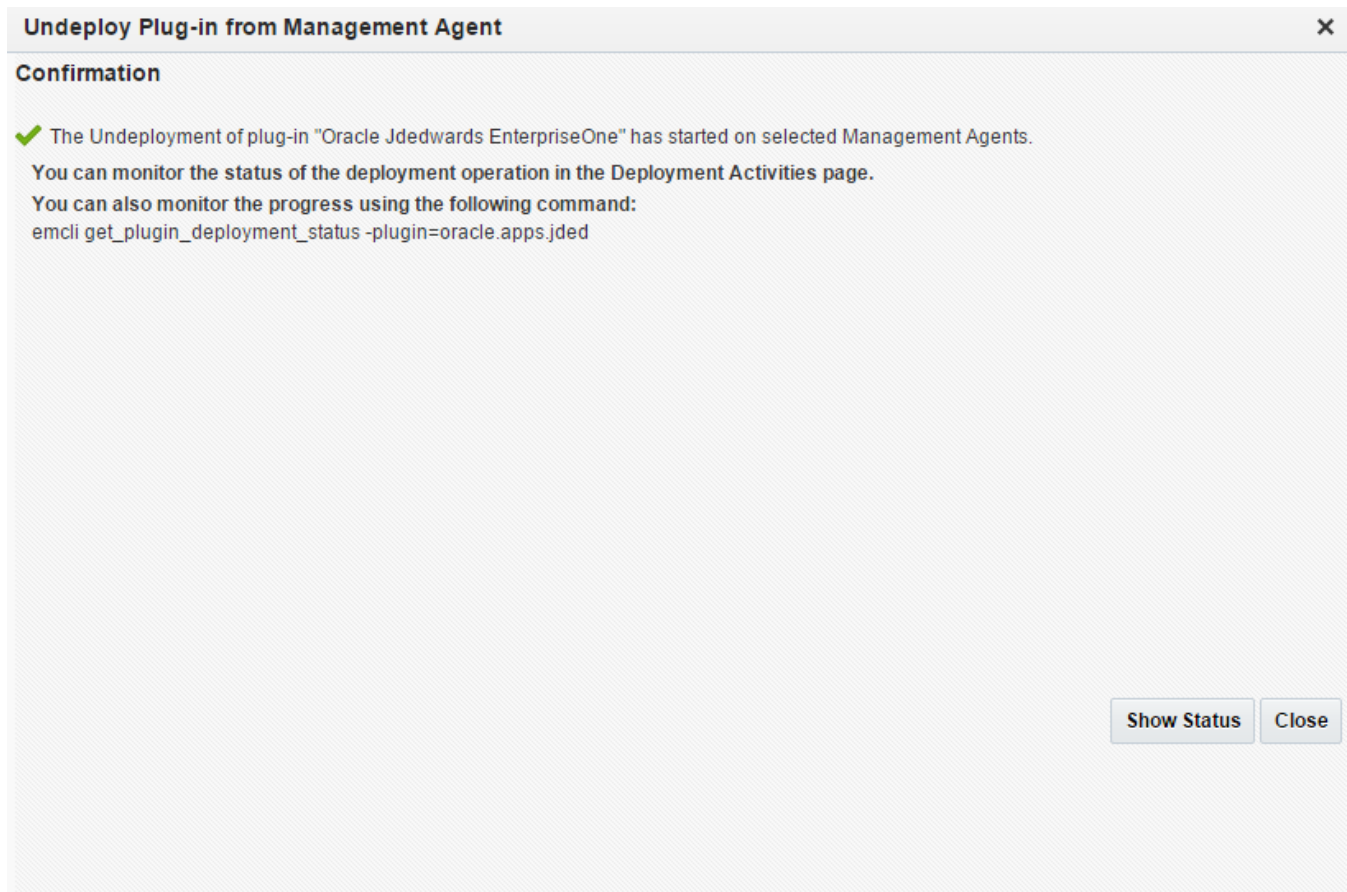 Undeploy Plug-in from Management Agent
Confirmation
The Undeployment of plug-in "Oracle Jdedwards EnterpriseOne" has started on selected Management Agents.
You can monitor the status of the deployment operation in the Deployment Activities page.
You can also monitor the progress using the following command:
emcli get_plugin_deployment_status -plugin=oracle.apps.jded
Show Status Close